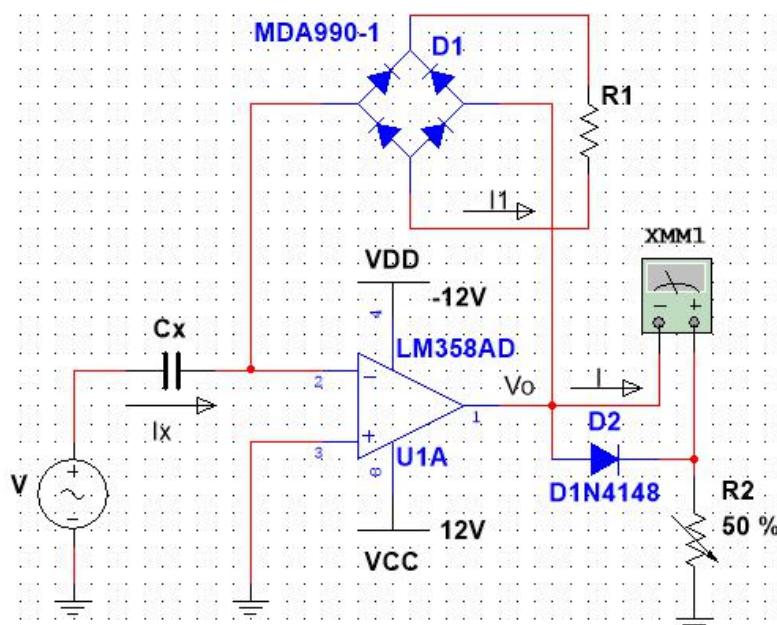 MDA990-1
D1
R1
I1
XMM1
VDD
-12V
4
Cx
LM358AD
Ix
2
Vo
1
I
3
U1A
8
D2
D1N4148
V
R2
50 %
12V
VCC